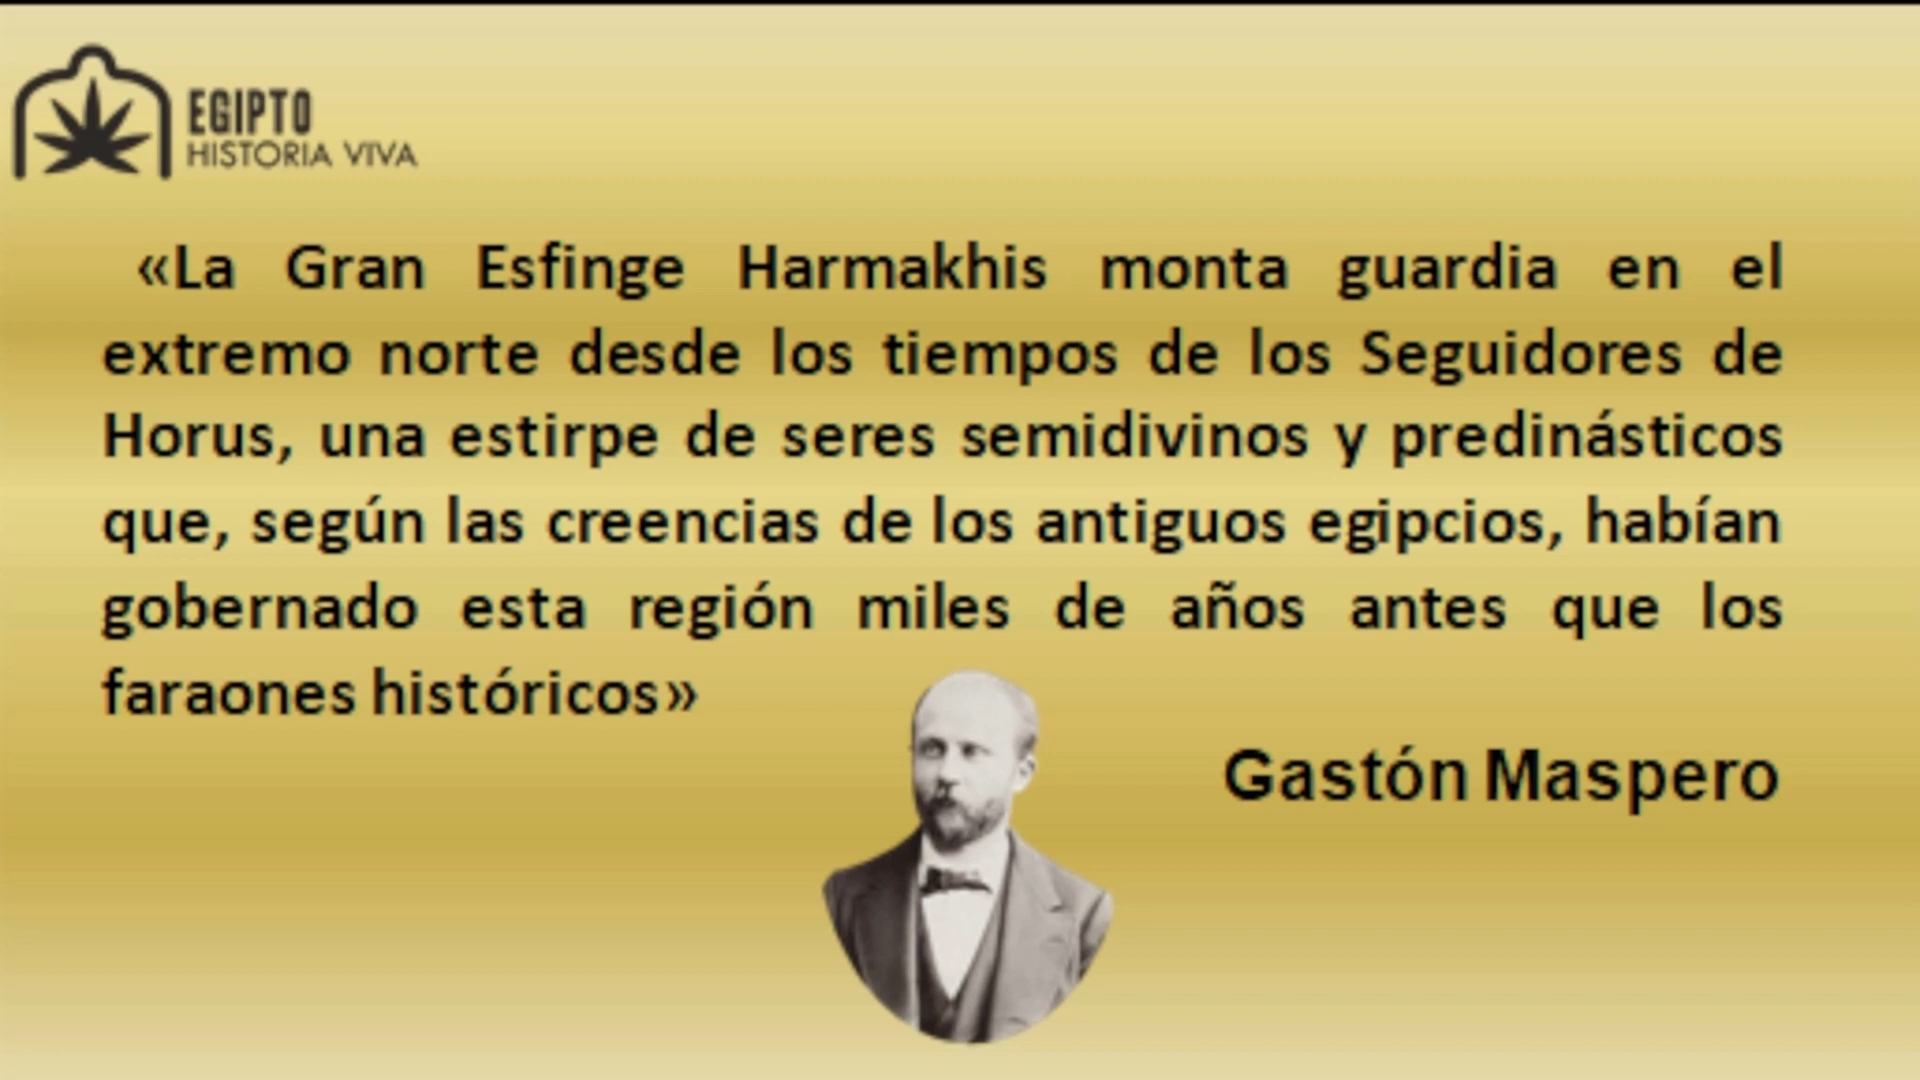 EGIPTO
HISTORIA VIVA
«La Gran Esfinge Harmakhis monta guardia en el
extremo norte desde los tiempos de los Seguidores de
Horus, una estirpe de seres semidivinos y predinásticos
que, según las creencias de los antiguos egipcios, habían
gobernado esta región miles de años antes que los
faraones históricos»
Gastón Maspero